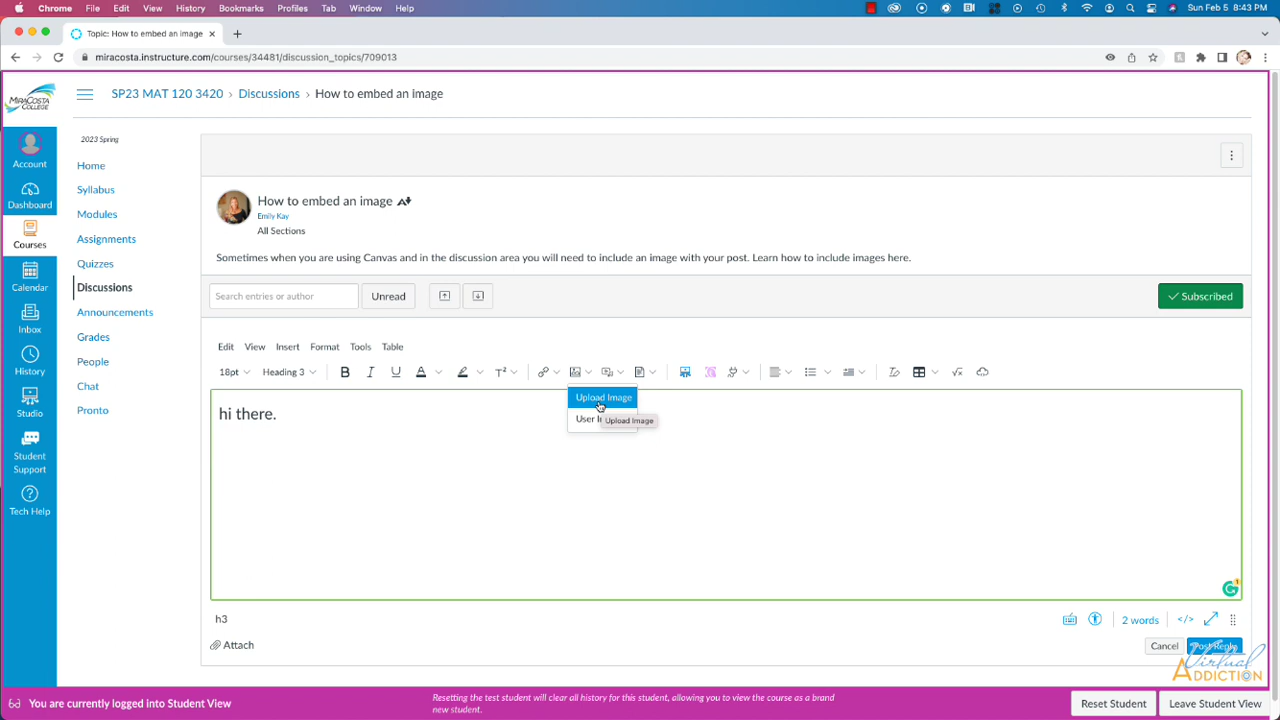 Chrome File Edit View History Bookmarks Profiles Tab Window Help Sun Feb 5 8:43 PM
Topic: How to embed an image
miracosta.instructure.com/courses/34481/discussion_topics/709013
MIRACOSTA COLLEGE
SP23 MAT 120 3420 › Discussions › How to embed an image
Account
Dashboard
Courses
Calendar
Inbox
History
Studio
Student Support
Tech Help
2023 Spring
Home
Syllabus
Modules
Assignments
Quizzes
Discussions
Announcements
Grades
People
Chat
Pronto
How to embed an image
Emily Kay
All Sections
Sometimes when you are using Canvas and in the discussion area you will need to include an image with your post. Learn how to include images here.
Search entries or author Unread Subscribed
Edit View Insert Format Tools Table
18pt Heading 3 B I U A T²
Upload Image
User
Upload Image
hi there.
1
h3 2 words </>
Attach Cancel Post Reply
Virtual
ADDICTION
You are currently logged into Student View
Resetting the test student will clear all history for this student, allowing you to view the course as a brand
new student.
Reset Student Leave Student View